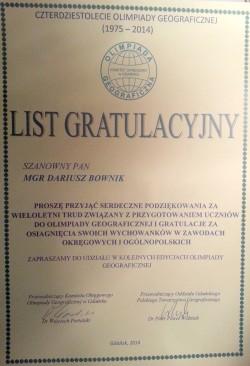 CZTERDZIESTOLECIE OLIMPIADY GEOGRAFICZNEJ
(1975 – 2014)
OLIMPIADA
GEOGRAFICZNA
LIST GRATULACYJNY
SZANOWNY PAN
MGR DARIUSZ BOWNIK
PROSZĘ PRZYJĄĆ SERDECZNE PODZIĘKOWANIA ZA
WIELOLETNI TRUD ZWIĄZANY Z PRZYGOTOWANIEM UCZNIÓW
DO OLIMPIADY GEOGRAFICZNEJ I GRATULACJE ZA
OSIĄGNIĘCIA SWOICH WYCHOWANKÓW W ZAWODACH
OKRĘGOWYCH I OGÓLNOPOLSKICH
ZAPRASZAMY DO UDZIAŁU W KOLEJNYCH EDYCJACH OLIMPIADY
GEOGRAFICZNEJ
Przewodniczący Komitetu Okręgowego
Olimpiady Geograficznej w Gdańsku
Przewodniczący Oddziału Gdańskiego
Polskiego Towarzystwa Geograficznego
Gdańsk, 2014